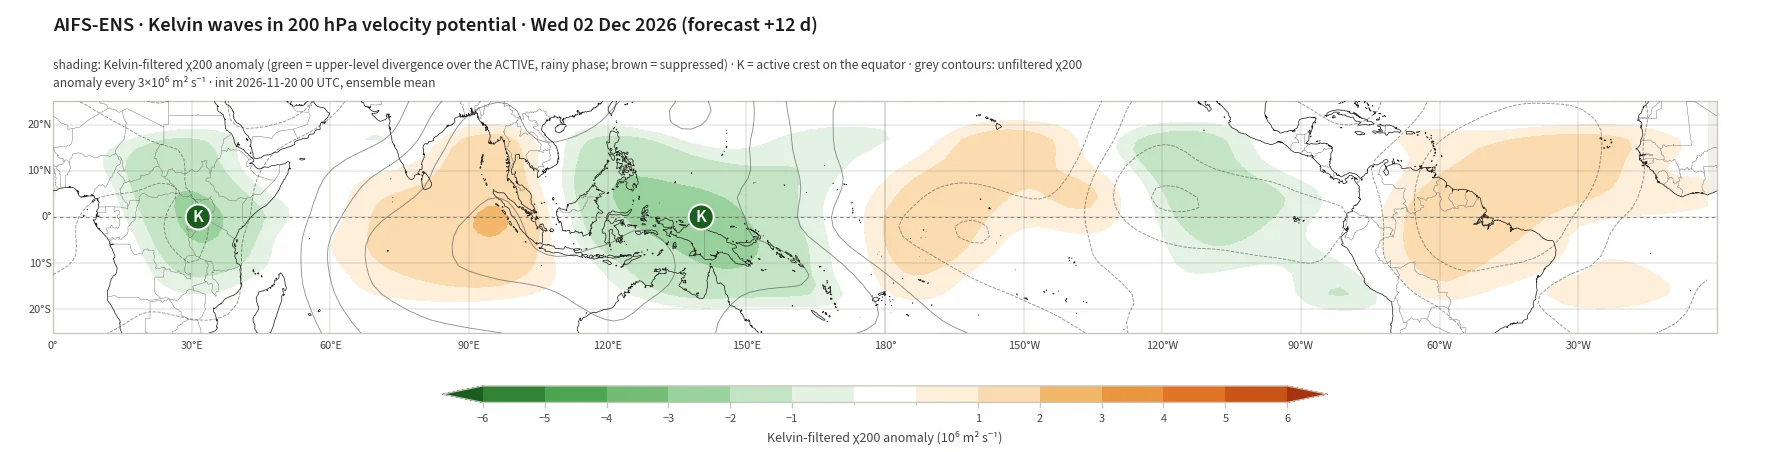 AIFS-ENS · Kelvin waves in 200 hPa velocity potential · Wed 02 Dec 2026 (forecast +12 d)
shading: Kelvin-filtered χ200 anomaly (green = upper-level divergence over the ACTIVE, rainy phase; brown = suppressed) · K = active crest on the equator · grey contours: unfiltered χ200
anomaly every 3×10⁶ m² s⁻¹ · init 2026-11-20 00 UTC, ensemble mean
20°N
10°N
0°
10°S
20°S
K
K
0° 30°E 60°E 90°E 120°E 150°E 180° 150°W 120°W 90°W 60°W 30°W
−6 −5 −4 −3 −2 −1 1 2 3 4 5 6
Kelvin-filtered χ200 anomaly (10⁶ m² s⁻¹)